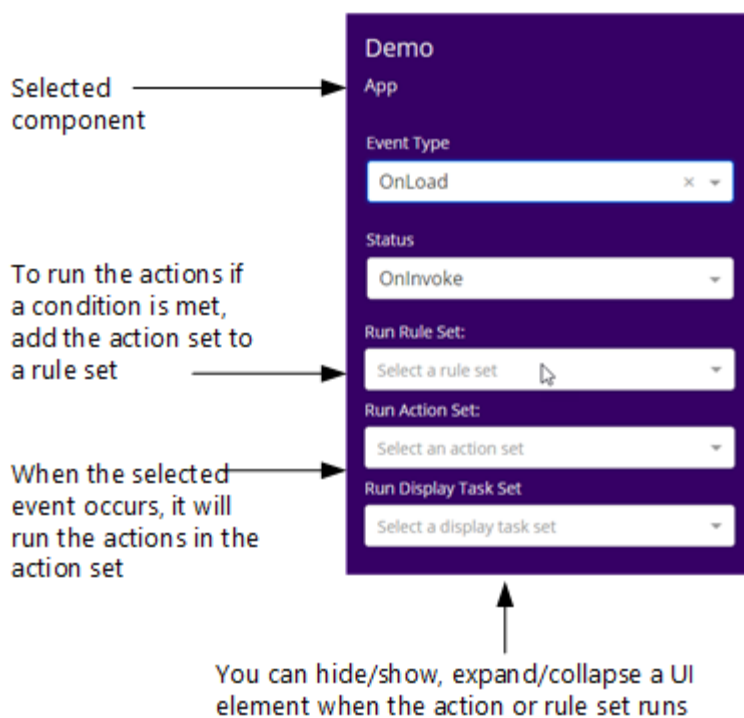 Demo
App
Selected
component
Event Type
OnLoad
Status
OnInvoke
To run the actions if
a condition is met,
add the action set to
a rule set
Run Rule Set:
Select a rule set
Run Action Set:
Select an action set
When the selected
event occurs, it will
run the actions in the
action set
Run Display Task Set
Select a display task set
You can hide/show, expand/collapse a UI
element when the action or rule set runs